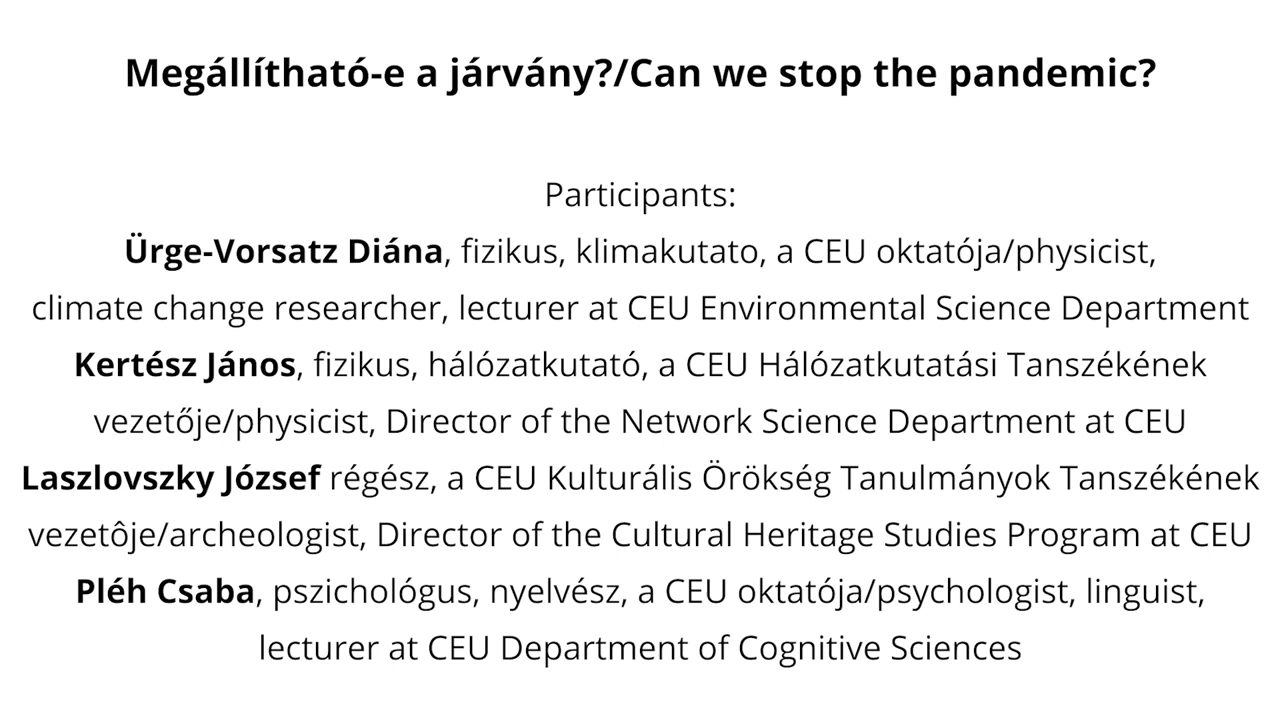 Megállítható-e a járvány?/Can we stop the pandemic?
Participants:
Ürge-Vorsatz Diána, fizikus, klimakutato, a CEU oktatója/physicist,
climate change researcher, lecturer at CEU Environmental Science Department
Kertész János, fizikus, hálózatkutató, a CEU Hálózatkutatási Tanszékének
vezetője/physicist, Director of the Network Science Department at CEU
Laszlovszky József régész, a CEU Kulturális Örökség Tanulmányok Tanszékének
vezetôje/archeologist, Director of the Cultural Heritage Studies Program at CEU
Pléh Csaba, pszichológus, nyelvész, a CEU oktatója/psychologist, linguist,
lecturer at CEU Department of Cognitive Sciences